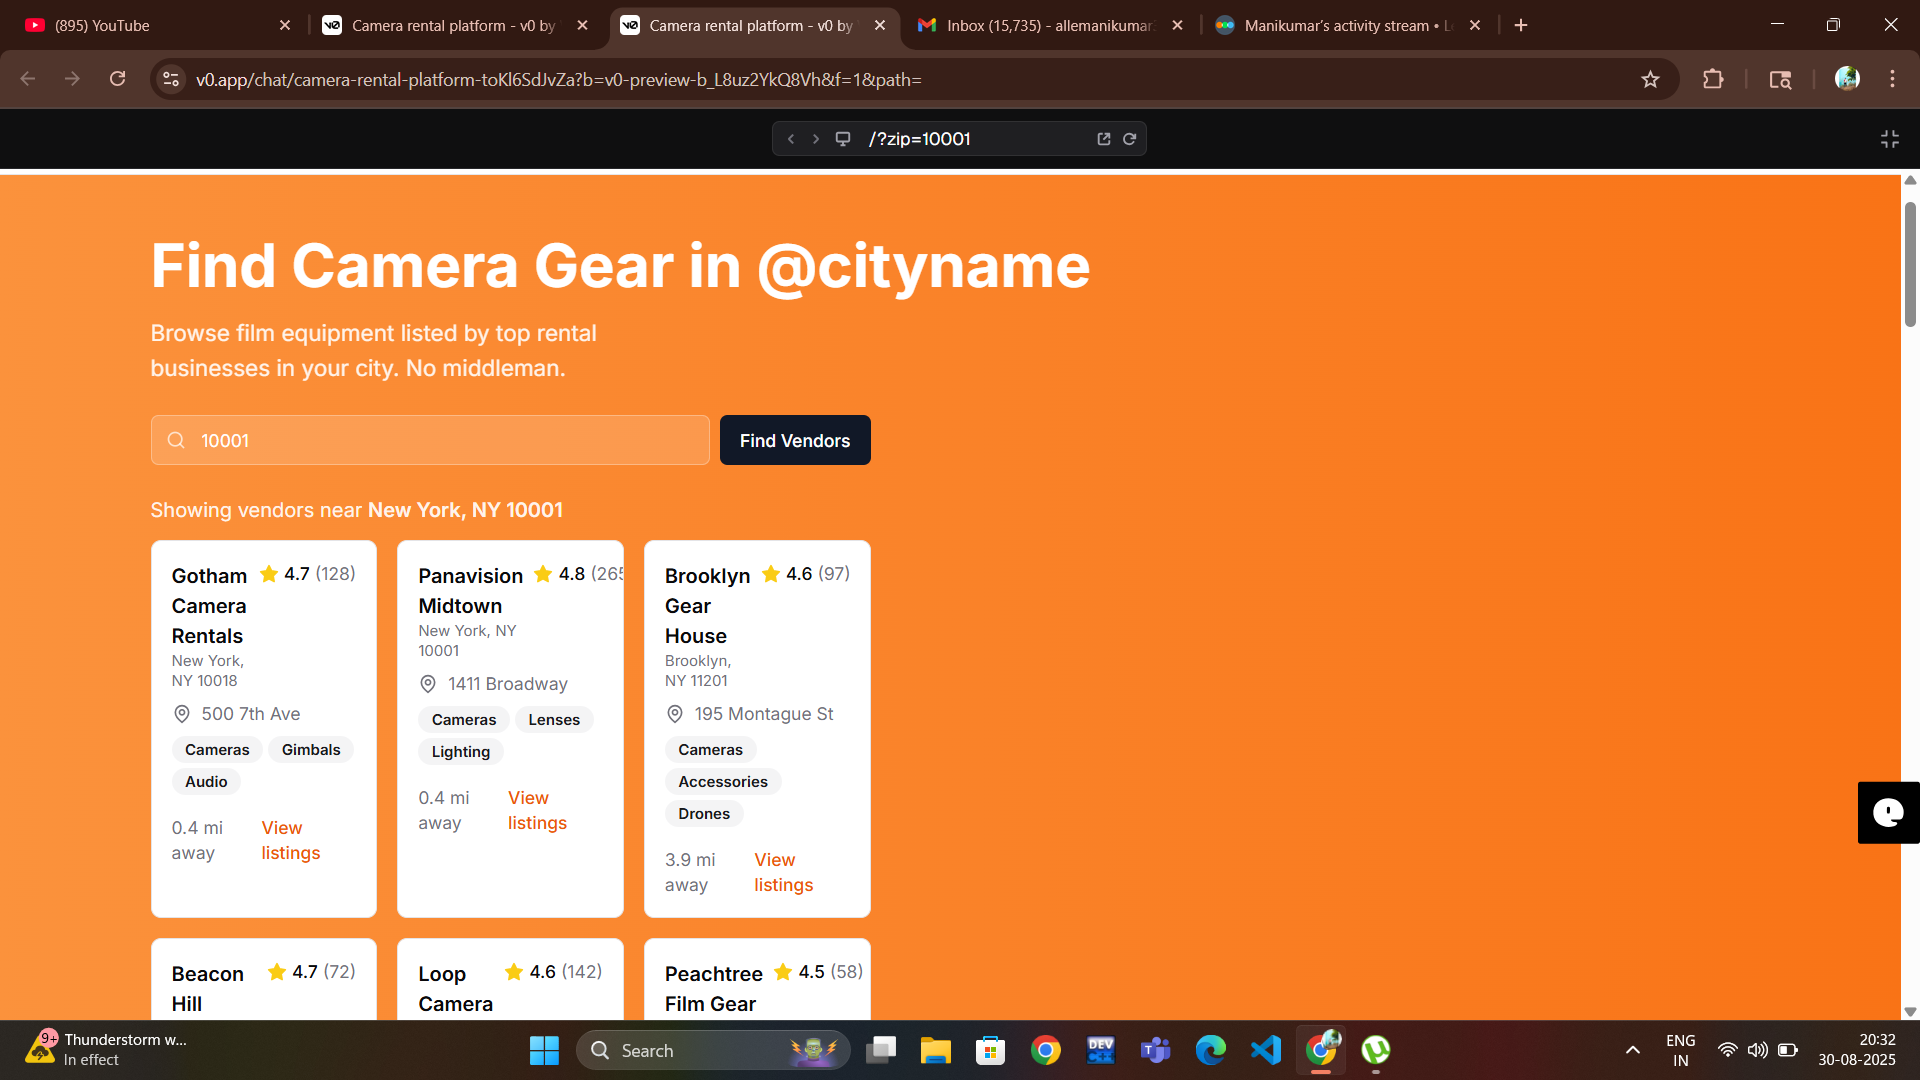 (895) YouTube
Camera rental platform - v0 by
Camera rental platform - v0 by
Inbox (15,735) - allemanikumar
Manikumar's activity stream •
v0.app/chat/camera-rental-platform-toKl6SdJvZa?b=v0-preview-b_L8uz2YkQ8Vh&f=1&path=
/?zip=10001
Find Camera Gear in @cityname
Browse film equipment listed by top rental
businesses in your city. No middleman.
10001
Find Vendors
Showing vendors near New York, NY 10001
Gotham
Camera
Rentals
4.7 (128)
New York,
NY 10018
500 7th Ave
Cameras
Gimbals
Audio
0.4 mi
away
View
listings
Panavision
Midtown
4.8 (265
New York, NY
10001
1411 Broadway
Cameras
Lenses
Lighting
0.4 mi
away
View
listings
Brooklyn
Gear
House
4.6 (97)
Brooklyn,
NY 11201
195 Montague St
Cameras
Accessories
Drones
3.9 mi
away
View
listings
Beacon
Hill
4.7 (72)
Loop
Camera
4.6 (142)
Peachtree
Film Gear
4.5 (58)
9+
Thunderstorm w...
In effect
Search
DEV
ENG
IN
20:32
30-08-2025